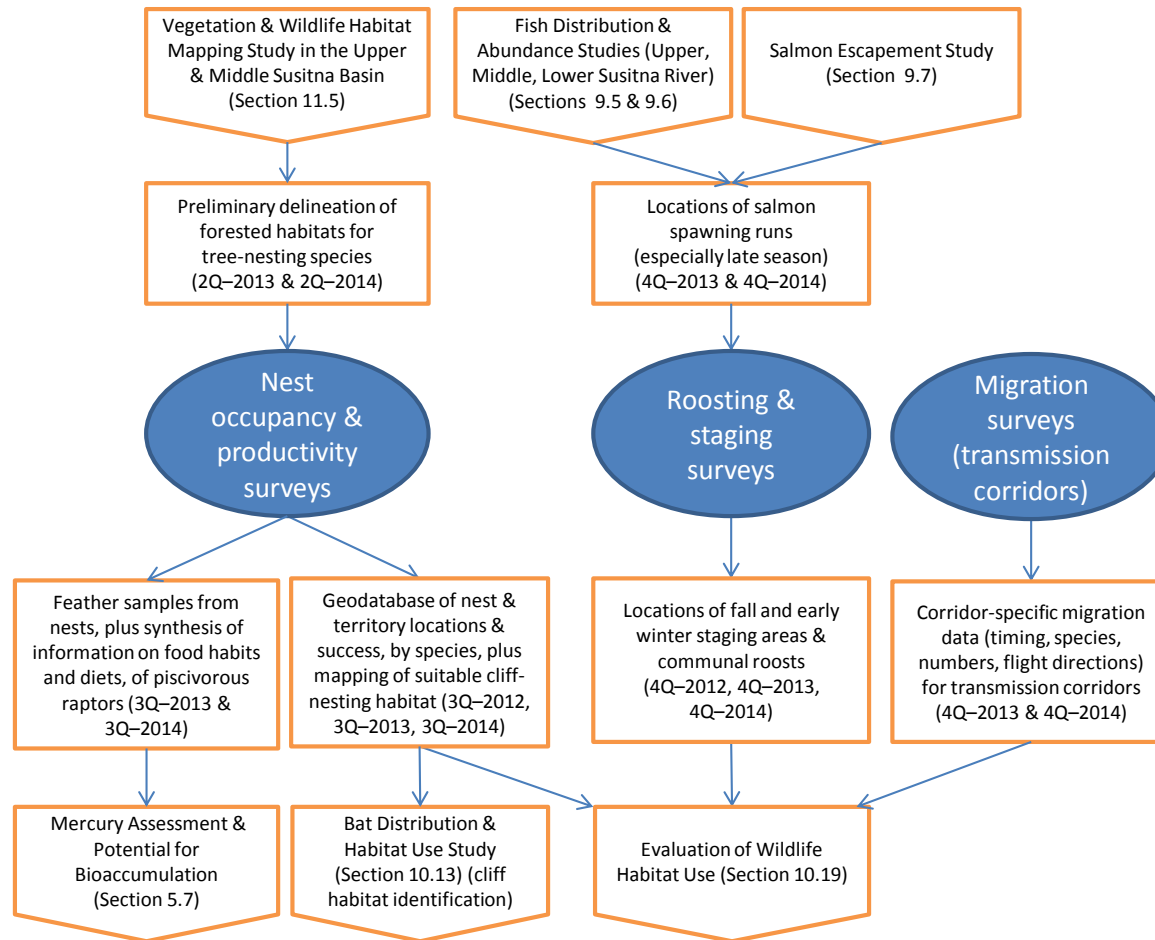 Vegetation & Wildlife Habitat
Mapping Study in the Upper
& Middle Susitna Basin
(Section 11.5)
Fish Distribution &
Abundance Studies (Upper,
Middle, Lower Susitna River)
(Sections 9.5 & 9.6)
Salmon Escapement Study
(Section 9.7)
Preliminary delineation of
forested habitats for
tree-nesting species
(2Q–2013 & 2Q–2014)
Locations of salmon
spawning runs
(especially late season)
(4Q–2013 & 4Q–2014)
Nest
occupancy &
productivity
surveys
Roosting &
staging
surveys
Migration
surveys
(transmission
corridors)
Feather samples from
nests, plus synthesis of
information on food habits
and diets, of piscivorous
raptors (3Q–2013 &
3Q–2014)
Geodatabase of nest &
territory locations &
success, by species, plus
mapping of suitable cliff-
nesting habitat (3Q–2012,
3Q–2013, 3Q–2014)
Locations of fall and early
winter staging areas &
communal roosts
(4Q–2012, 4Q–2013,
4Q–2014)
Corridor-specific migration
data (timing, species,
numbers, flight directions)
for transmission corridors
(4Q–2013 & 4Q–2014)
Mercury Assessment &
Potential for
Bioaccumulation
(Section 5.7)
Bat Distribution &
Habitat Use Study
(Section 10.13) (cliff
habitat identification)
Evaluation of Wildlife
Habitat Use (Section 10.19)